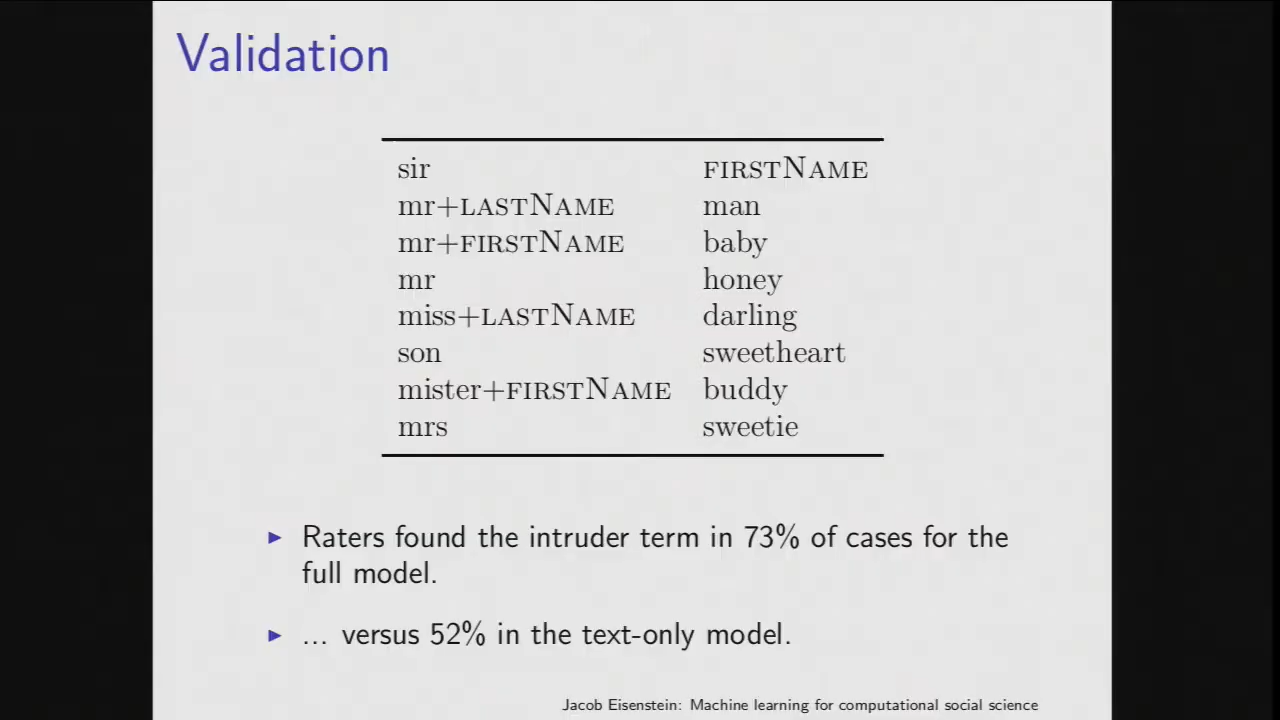 Validation
sir FIRSTNAME
mr+LASTNAME man
mr+FIRSTNAME baby
mr honey
miss+LASTNAME darling
son sweetheart
mister+FIRSTNAME buddy
mrs sweetie
▶ Raters found the intruder term in 73% of cases for the
full model.
▶ ... versus 52% in the text-only model.
Jacob Eisenstein: Machine learning for computational social science